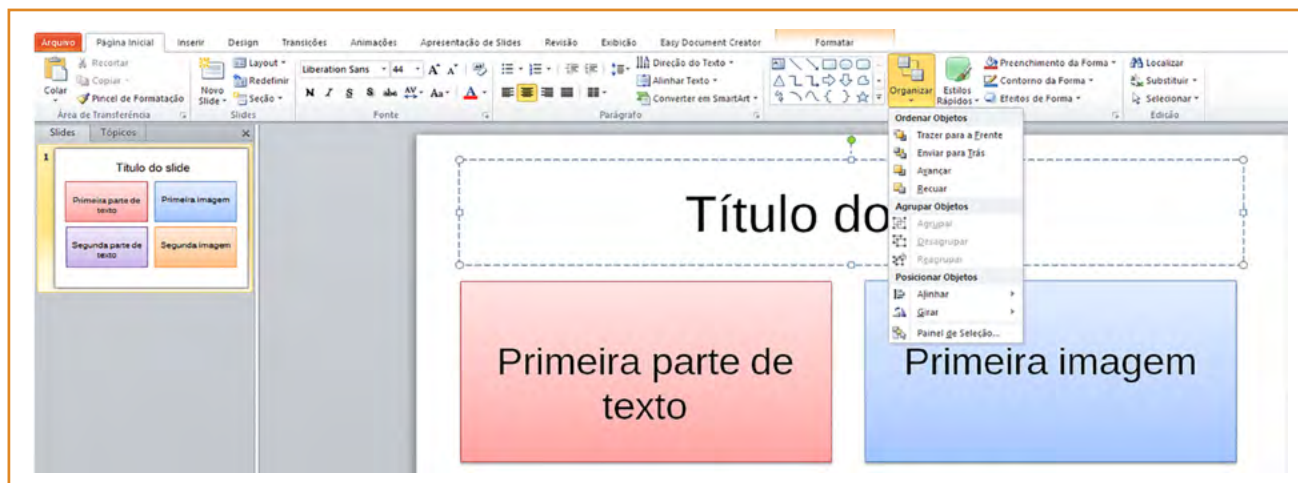 Arquivo Página Inicial Inserir Design Transições Animações Apresentação de Slides Revisão Exibição Easy Document Creator Formatar
Colar
Recortar
Copiar
Pincel de Formatação
Área de Transferência
Novo Slide
Layout
Redefinir
Seção
Slides
Liberation Sans 44
N I S S abc AV Aa A
Fonte
Direção do Texto
Alinhar Texto
Converter em SmartArt
Parágrafo
Organizar
Estilos Rápidos
Preenchimento da Forma
Contorno da Forma
Efeitos de Forma
Localizar
Substituir
Selecionar
Edição
Slides Tópicos
1
Título do slide
Primeira parte de
texto
Primeira imagem
Segunda parte de
texto
Segunda imagem
Ordenar Objetos
Trazer para a Frente
Enviar para Trás
Avançar
Recuar
Agrupar Objetos
Agrupar
Desagrupar
Reagrupar
Posicionar Objetos
Alinhar
Girar
Painel de Seleção...
Título do
Primeira parte de
texto
Primeira imagem